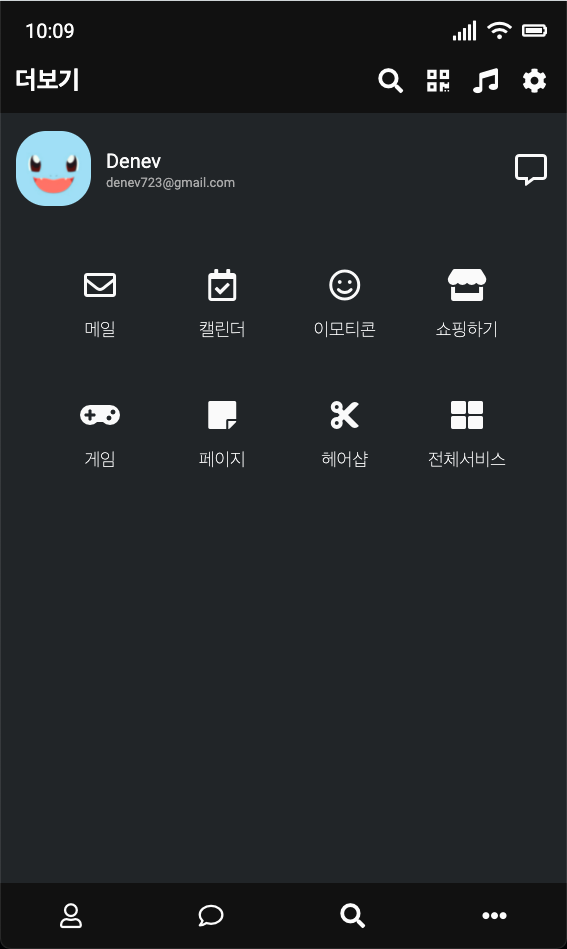 10:09
더보기
Denev
denev723@gmail.com
메일 캘린더 이모티콘 쇼핑하기
게임 페이지 헤어샵 전체서비스